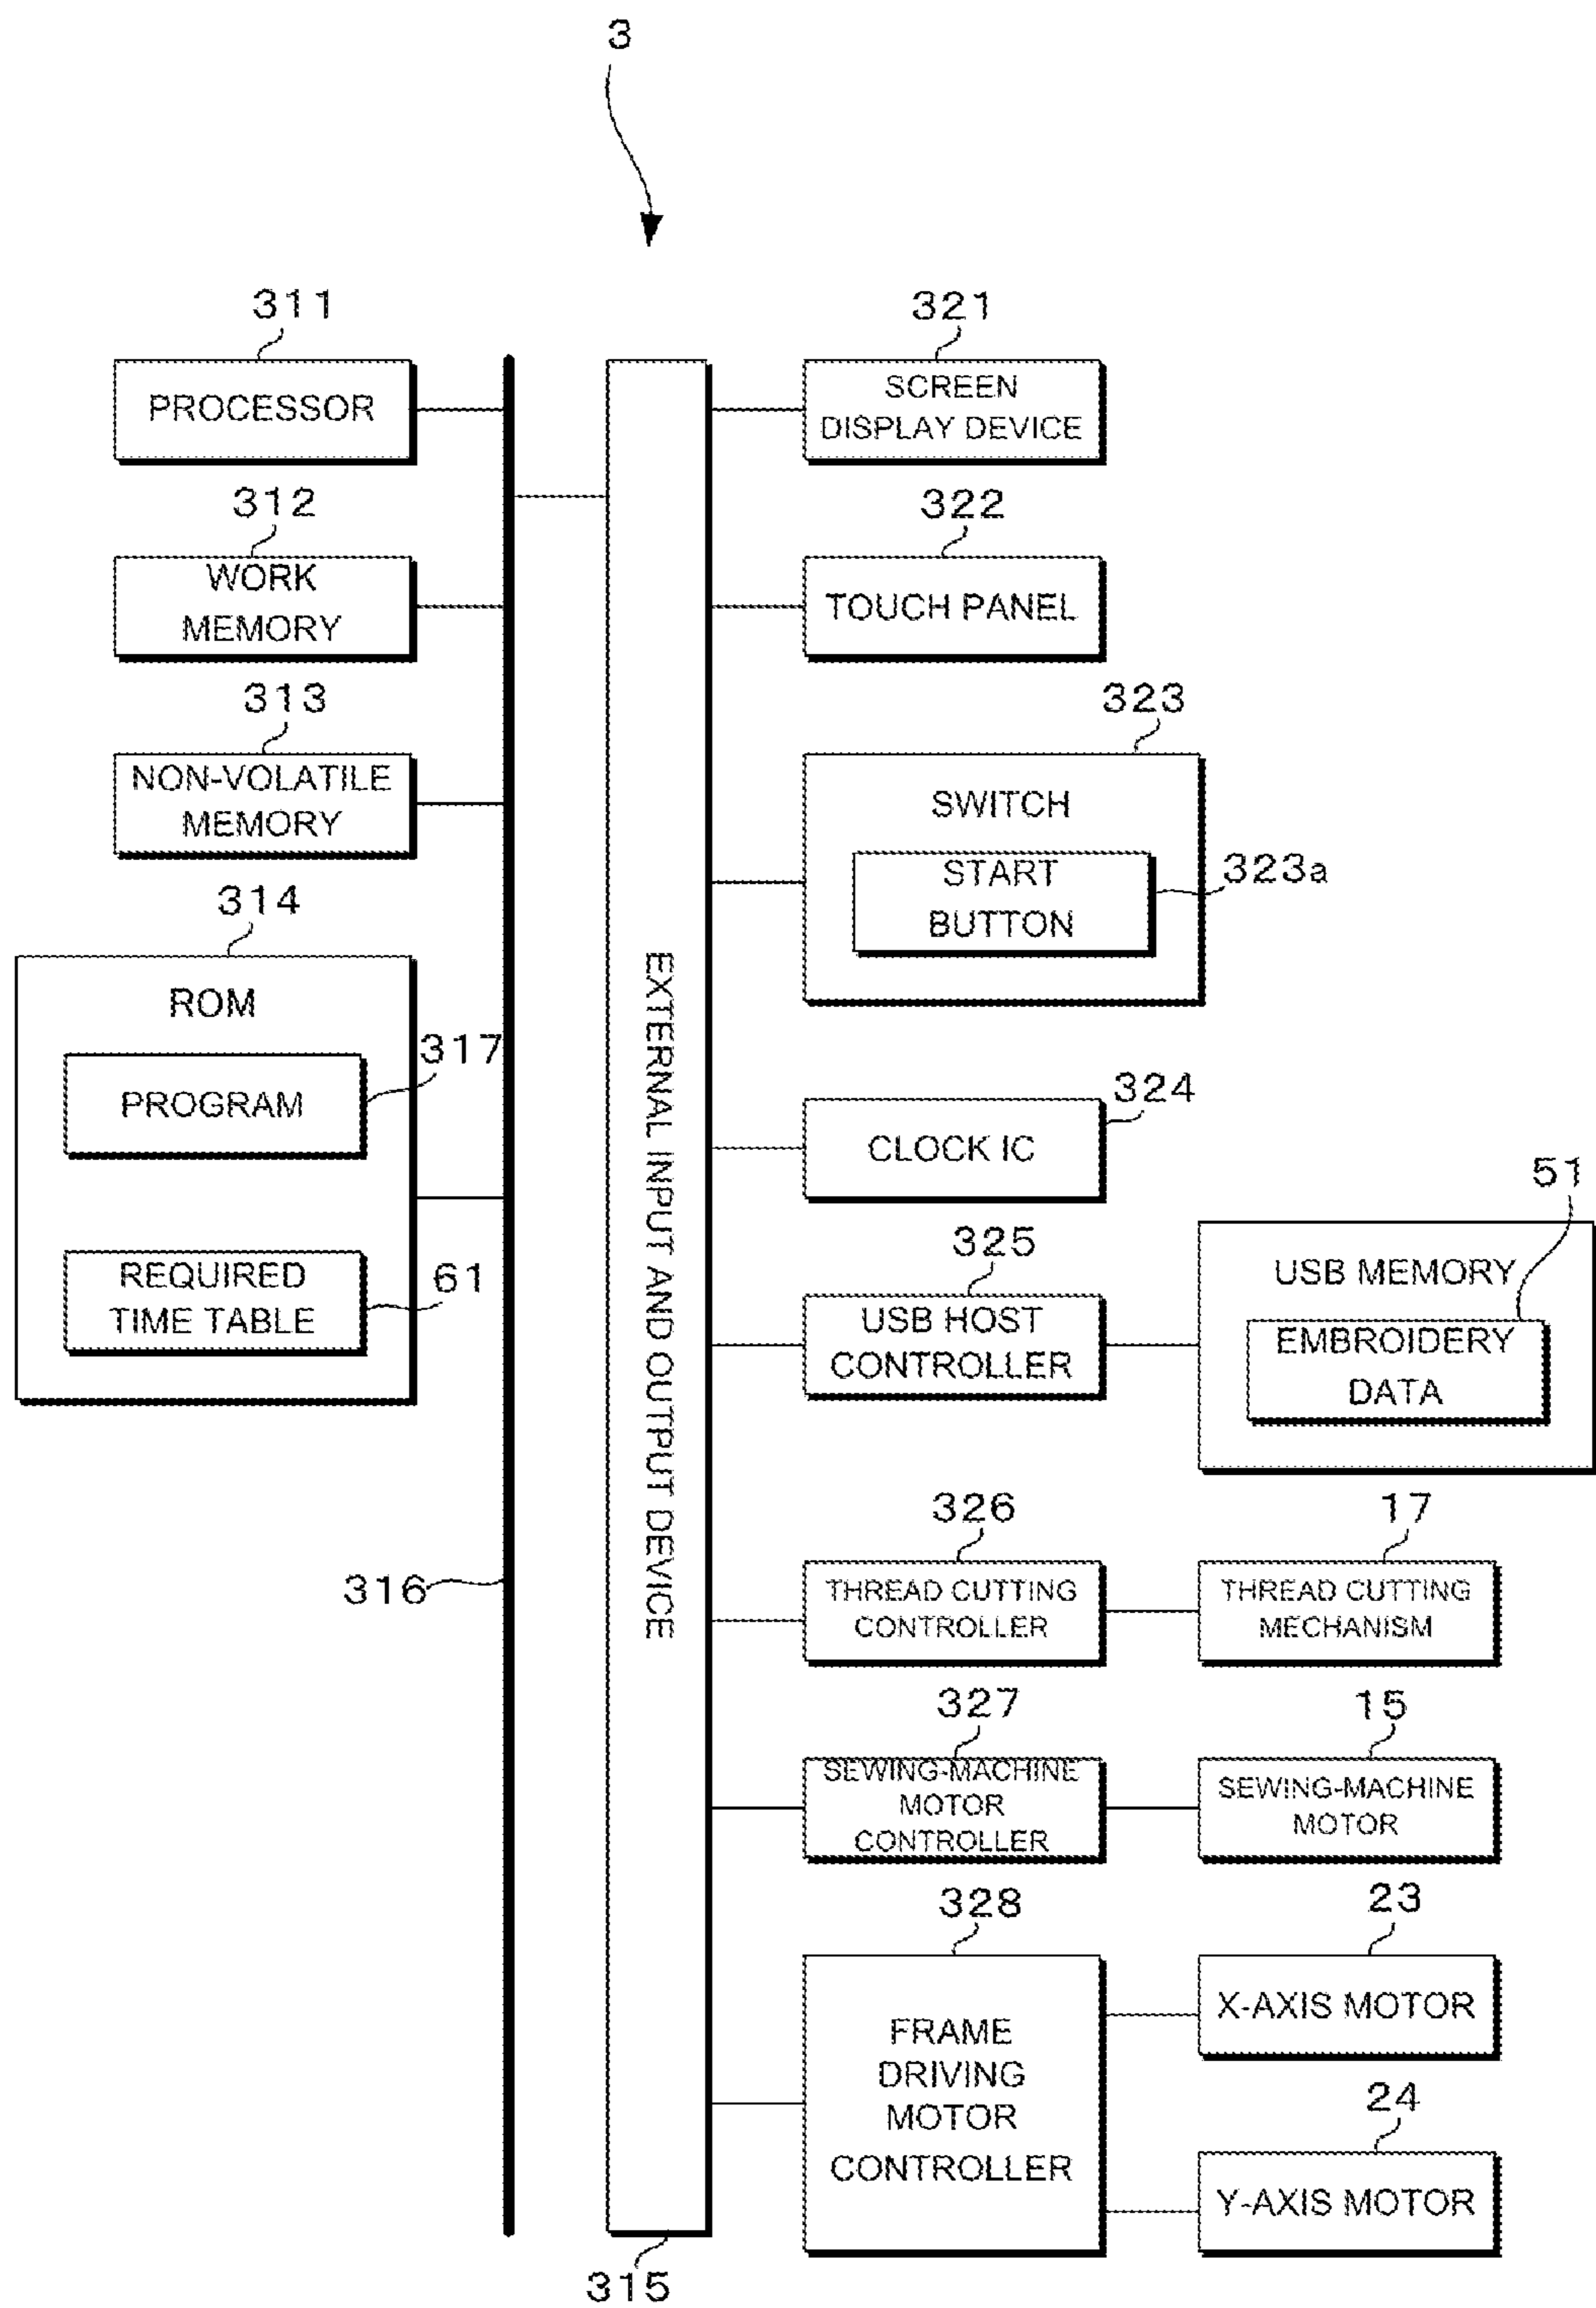 3
311
PROCESSOR
312
WORK
MEMORY
313
NON-VOLATILE
MEMORY
314
ROM
317
PROGRAM
61
REQUIRED
TIME TABLE
316
EXTERNAL INPUT AND OUTPUT DEVICE
315
321
SCREEN
DISPLAY DEVICE
322
TOUCH PANEL
323
SWITCH
323a
START
BUTTON
324
CLOCK IC
325
USB HOST
CONTROLLER
51
USB MEMORY
EMBROIDERY
DATA
326
THREAD CUTTING
CONTROLLER
17
THREAD CUTTING
MECHANISM
327
SEWING-MACHINE
MOTOR
CONTROLLER
15
SEWING-MACHINE
MOTOR
328
FRAME
DRIVING
MOTOR
CONTROLLER
23
X-AXIS MOTOR
24
Y-AXIS MOTOR